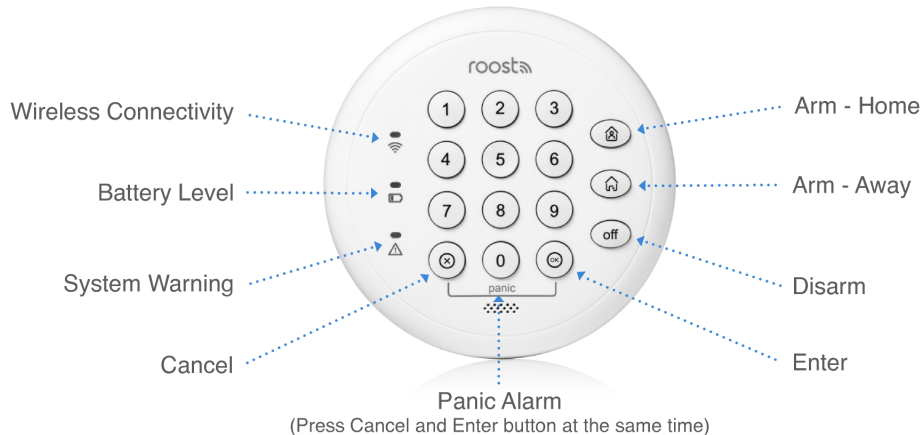 roost
Wireless Connectivity
Battery Level
System Warning
Cancel
1 2 3
4 5 6
7 8 9
0 OK
off
panic
Arm - Home
Arm - Away
Disarm
Enter
Panic Alarm
(Press Cancel and Enter button at the same time)